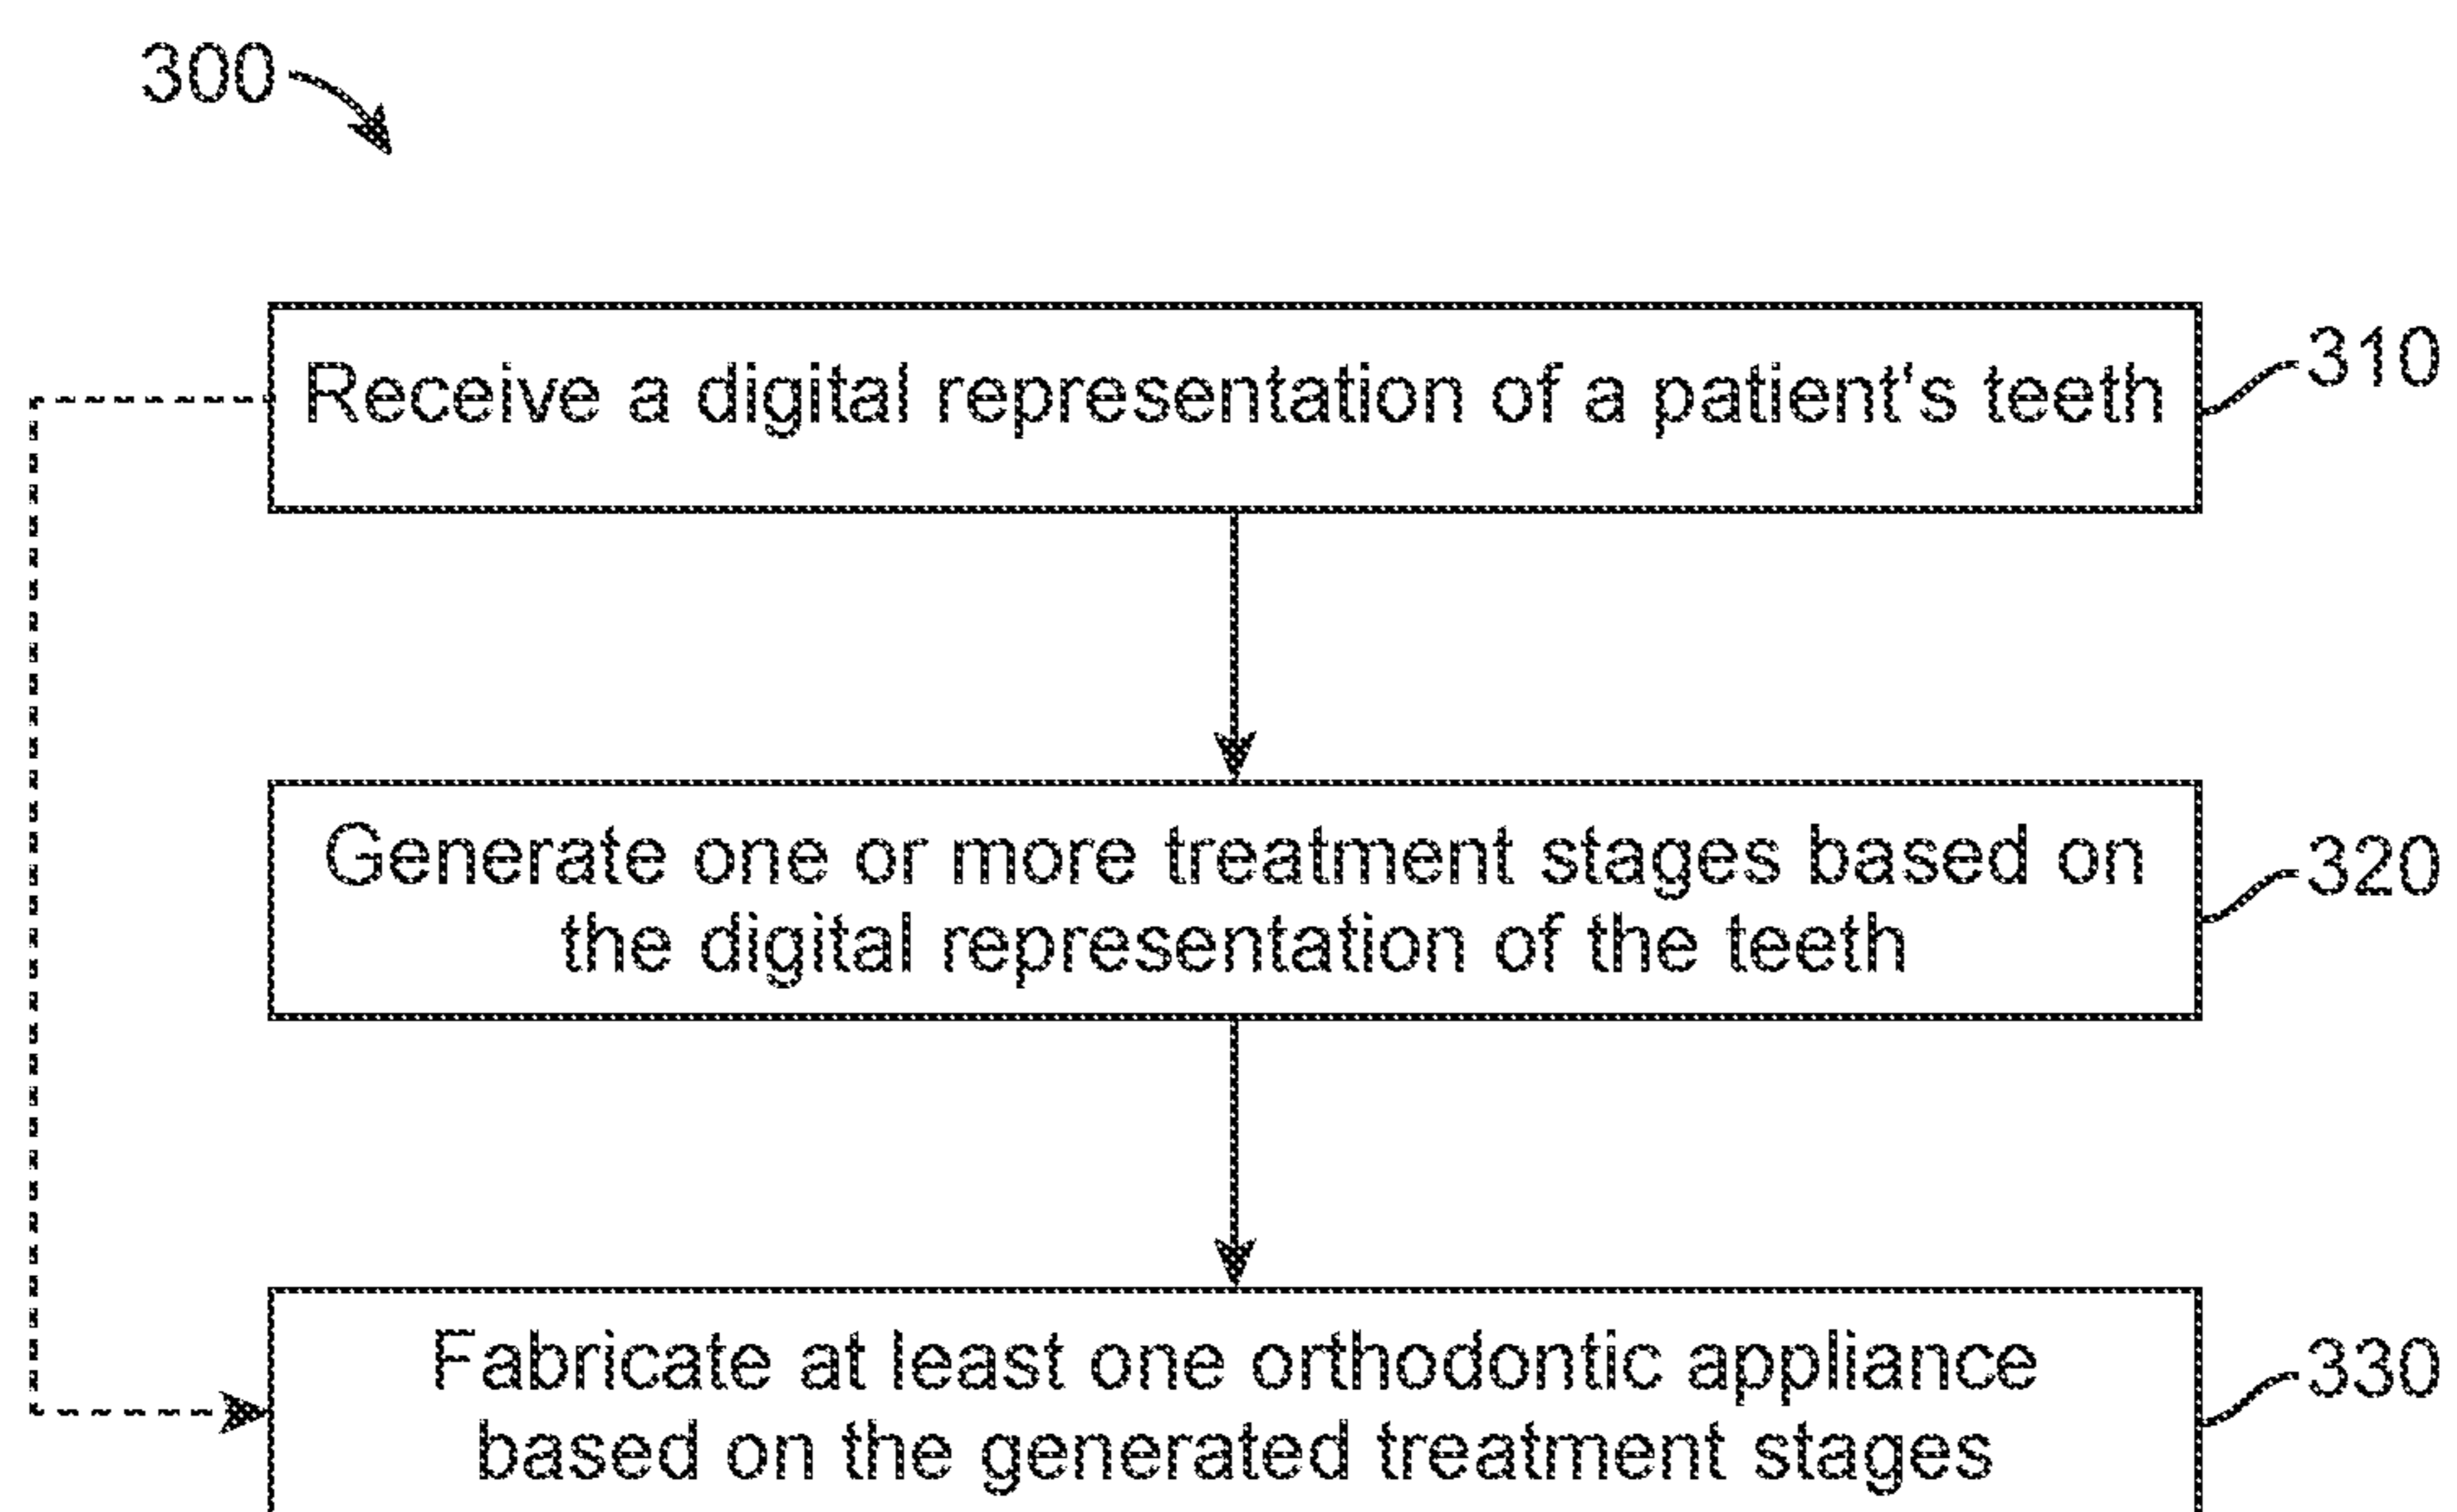 300
Receive a digital representation of a patient's teeth
310
Generate one or more treatment stages based on
the digital representation of the teeth
320
Fabricate at least one orthodontic appliance
based on the generated treatment stages
330